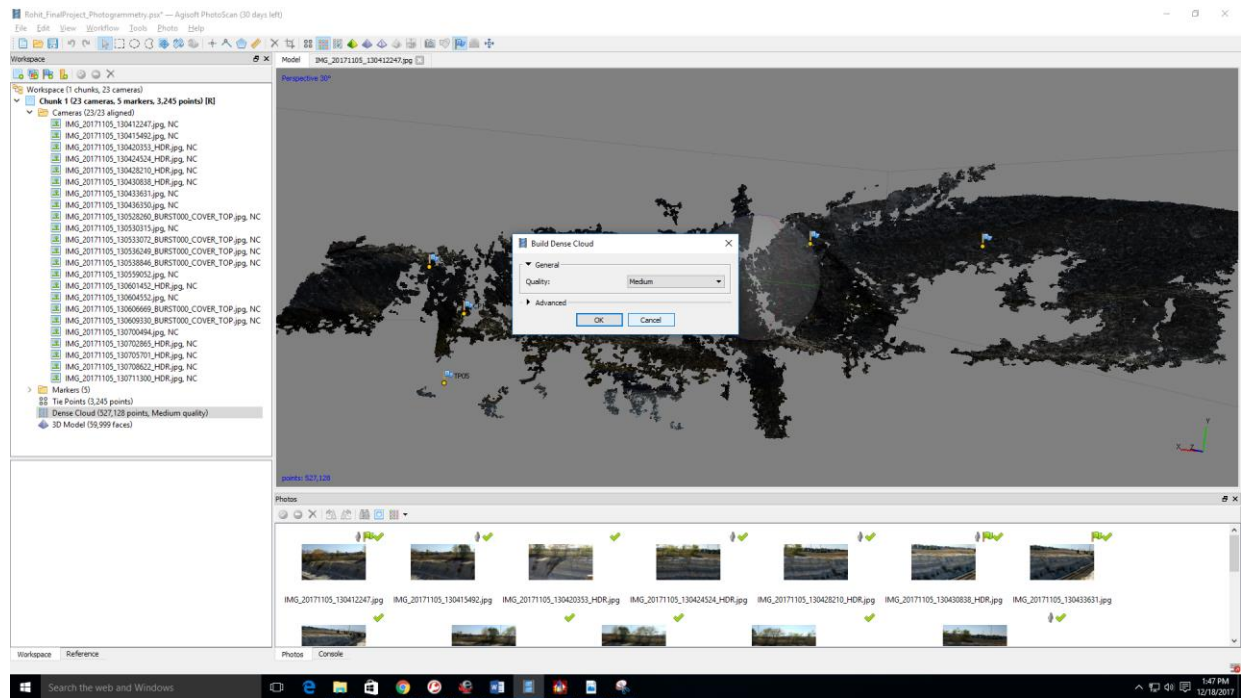 Rohit_FinalProject_Photogrammetry.psx* — Agisoft PhotoScan (30 days left)
File Edit View Workflow Tools Photo Help
Workspace
Model IMG_20171105_130412247.jpg
Perspective 30°
Workspace (1 chunks, 23 cameras)
Chunk 1 (23 cameras, 5 markers, 3,245 points) [R]
Cameras (23/23 aligned)
IMG_20171105_130412247.jpg, NC
IMG_20171105_130415492.jpg, NC
IMG_20171105_130420353_HDR.jpg, NC
IMG_20171105_130424524_HDR.jpg, NC
IMG_20171105_130428210_HDR.jpg, NC
IMG_20171105_130430838_HDR.jpg, NC
IMG_20171105_130433631.jpg, NC
IMG_20171105_130436350.jpg, NC
IMG_20171105_130528260_BURST000_COVER_TOP.jpg, NC
IMG_20171105_130530315.jpg, NC
IMG_20171105_130533072_BURST000_COVER_TOP.jpg, NC
IMG_20171105_130536249_BURST000_COVER_TOP.jpg, NC
IMG_20171105_130538846_BURST000_COVER_TOP.jpg, NC
IMG_20171105_130559052.jpg, NC
IMG_20171105_130601452_HDR.jpg, NC
IMG_20171105_130604552.jpg, NC
IMG_20171105_130606669_BURST000_COVER_TOP.jpg, NC
IMG_20171105_130609330_BURST000_COVER_TOP.jpg, NC
IMG_20171105_130700494.jpg, NC
IMG_20171105_130702865_HDR.jpg, NC
IMG_20171105_130705701_HDR.jpg, NC
IMG_20171105_130708622_HDR.jpg, NC
IMG_20171105_130711300_HDR.jpg, NC
Markers (5)
Tie Points (3,245 points)
Dense Cloud (527,128 points, Medium quality)
3D Model (59,999 faces)
Build Dense Cloud
General
Quality: Medium
Advanced
OK Cancel
TP05
Y
X Z
points: 527,128
Photos
IMG_20171105_130412247.jpg IMG_20171105_130415492.jpg IMG_20171105_130420353_HDR.jpg IMG_20171105_130424524_HDR.jpg IMG_20171105_130428210_HDR.jpg IMG_20171105_130430838_HDR.jpg IMG_20171105_130433631.jpg
Workspace Reference
Photos Console
Search the web and Windows
1:47 PM
12/18/2017